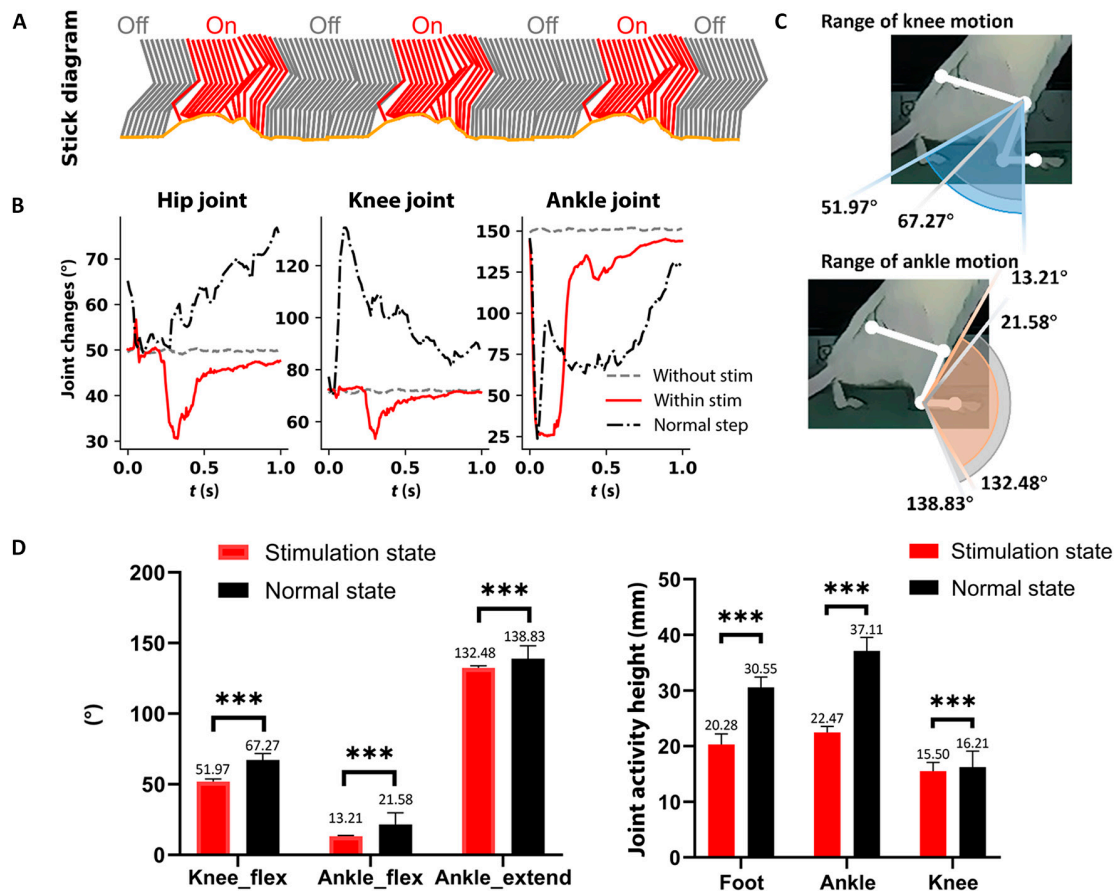 A
Stick diagram
Off On Off On Off On Off
B
Hip joint
Knee joint
Ankle joint
Joint changes (°)
70
60
50
40
30
0.0 0.5 1.0
t (s)
120
100
80
60
0.0 0.5 1.0
t (s)
150
125
100
75
50
25
0.0 0.5 1.0
t (s)
Without stim
Within stim
Normal step
C
Range of knee motion
51.97°
67.27°
Range of ankle motion
13.21°
21.58°
132.48°
138.83°
D
Stimulation state
Normal state
(°)
200
150
100
50
0
***
51.97
67.27
***
13.21
21.58
***
132.48
138.83
Knee_flex Ankle_flex Ankle_extend
Stimulation state
Normal state
Joint activity height (mm)
50
40
30
20
10
0
***
20.28
30.55
***
22.47
37.11
***
15.50
16.21
Foot Ankle Knee